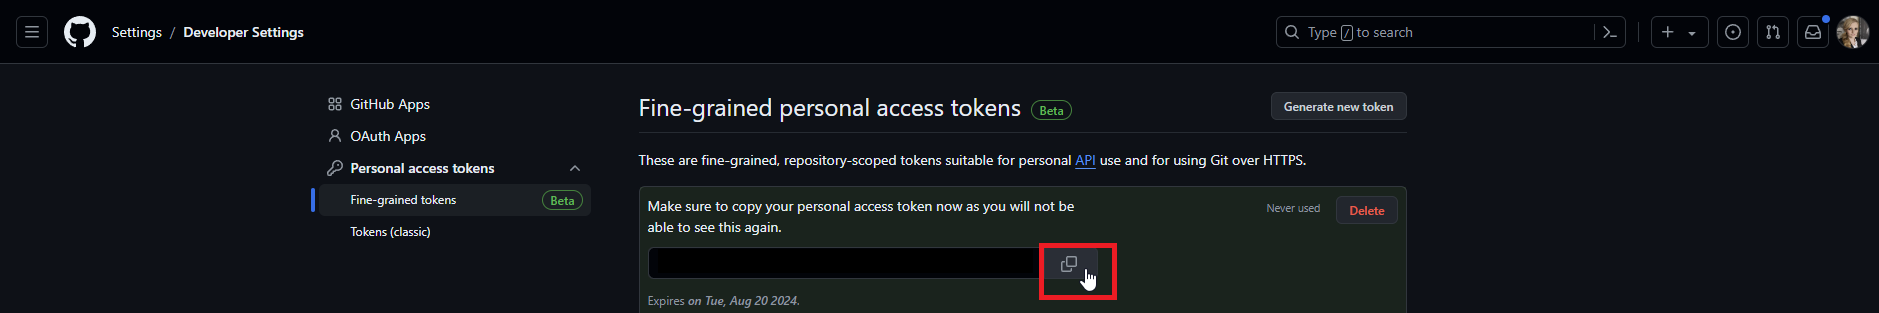 Settings / Developer Settings
Type / to search
GitHub Apps
OAuth Apps
Personal access tokens
Fine-grained tokens Beta
Tokens (classic)
Fine-grained personal access tokens Beta
Generate new token
These are fine-grained, repository-scoped tokens suitable for personal API use and for using Git over HTTPS.
Make sure to copy your personal access token now as you will not be
able to see this again.
Never used
Delete
Expires on Tue, Aug 20 2024.